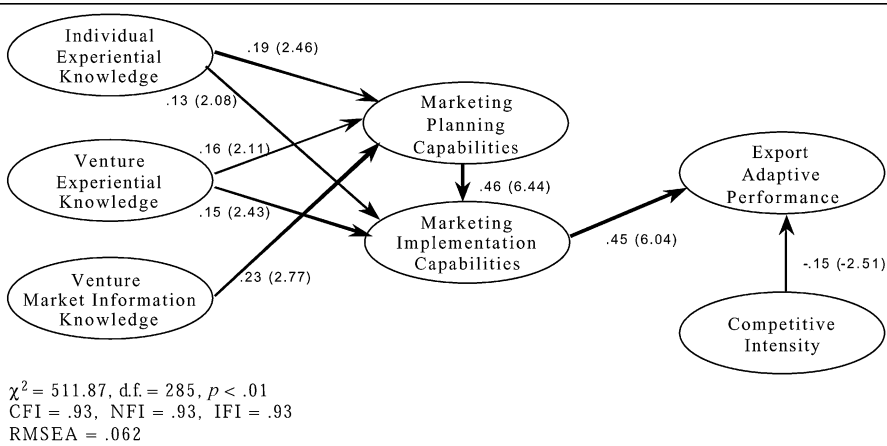 Individual
Experiential
Knowledge
.19 (2.46)
.13 (2.08)
Marketing
Planning
Capabilities
.16 (2.11)
Venture
Experiential
Knowledge
.15 (2.43)
.46 (6.44)
Export
Adaptive
Performance
Marketing
Implementation
Capabilities
.45 (6.04)
.23 (2.77)
-.15 (-2.51)
Venture
Market Information
Knowledge
Competitive
Intensity
χ² = 511.87, d.f. = 285, p < .01
CFI = .93, NFI = .93, IFI = .93
RMSEA = .062